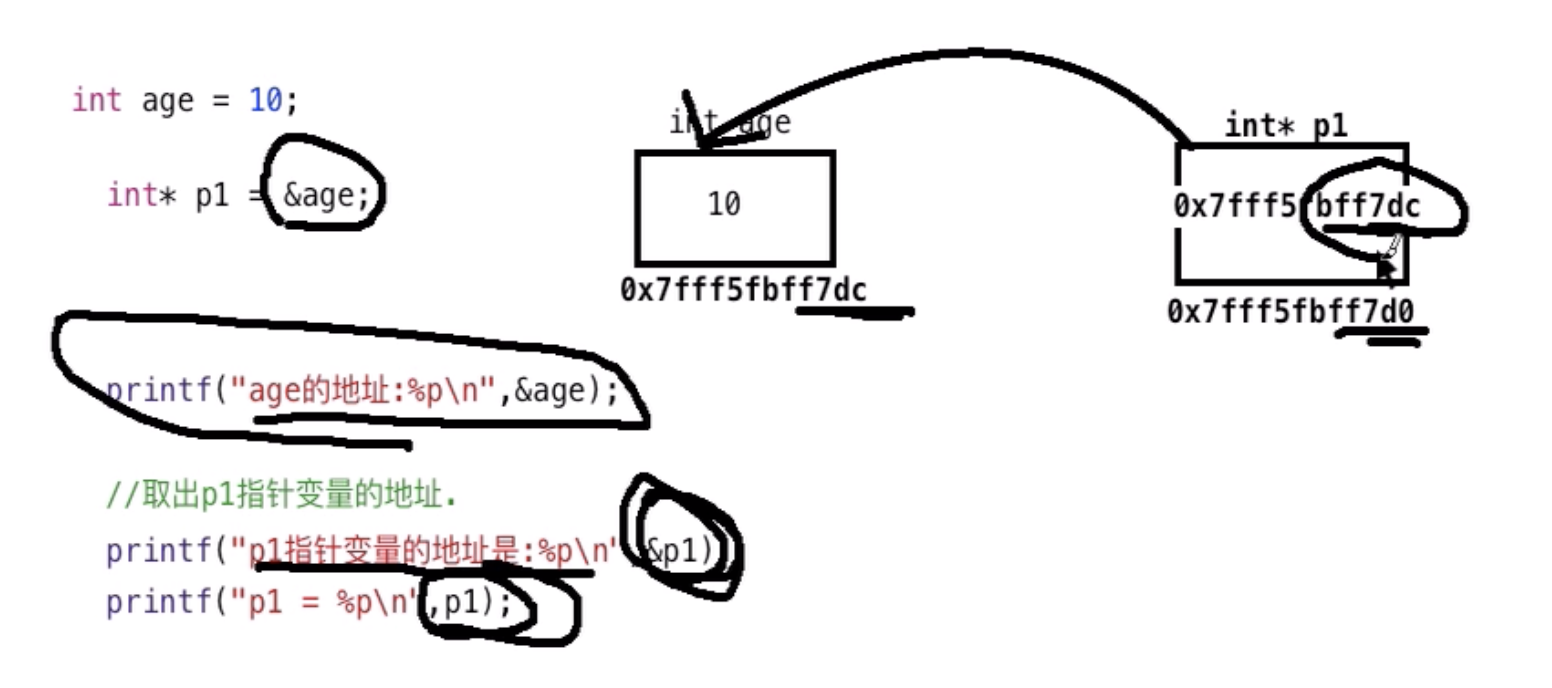 int age = 10;
int* p1 = &age;
int age
10
0x7fff5fbff7dc
int* p1
0x7fff5fbff7dc
0x7fff5fbff7d0
printf("age的地址:%p\n",&age);
//取出p1指针变量的地址.
printf("p1指针变量的地址是:%p\n" &p1)
printf("p1 = %p\n",p1);